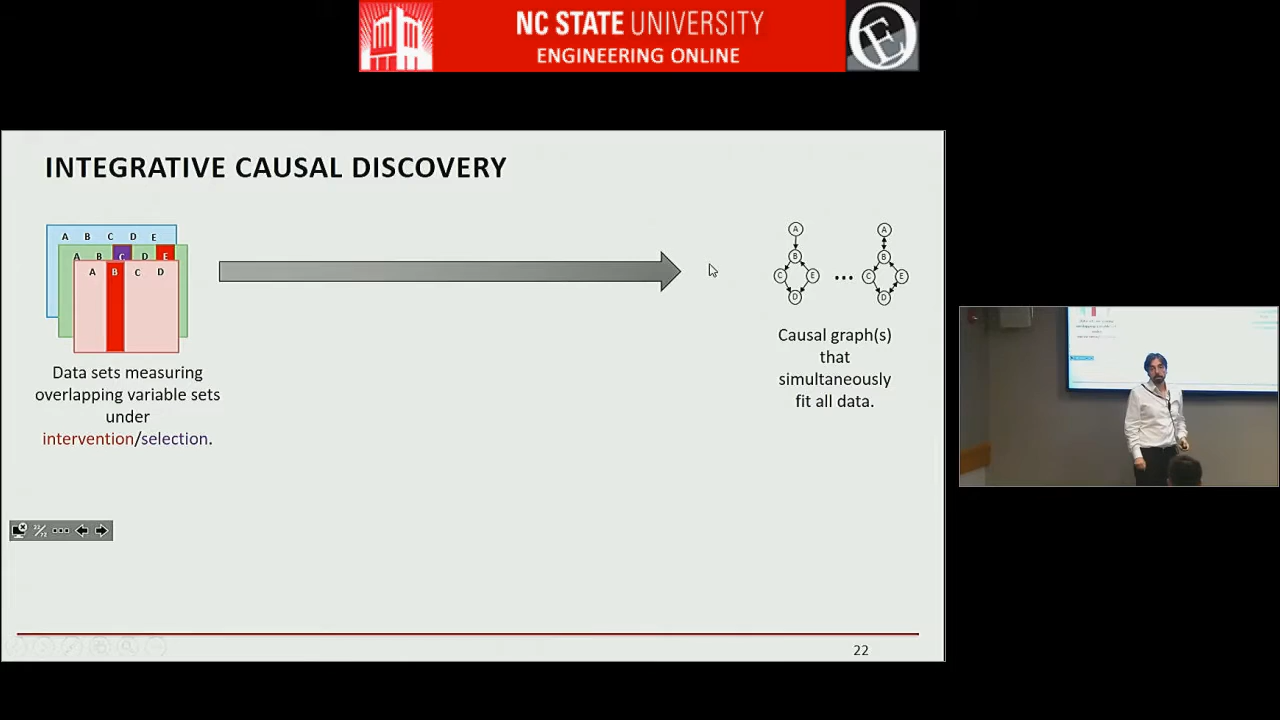 NC STATE UNIVERSITY
ENGINEERING ONLINE
INTEGRATIVE CAUSAL DISCOVERY
A B C D E
A B C D E
A B C D
Data sets measuring
overlapping variable sets
under
intervention/selection.
A
B
C E
D
...
A
B
C E
D
Causal graph(s)
that
simultaneously
fit all data.
22